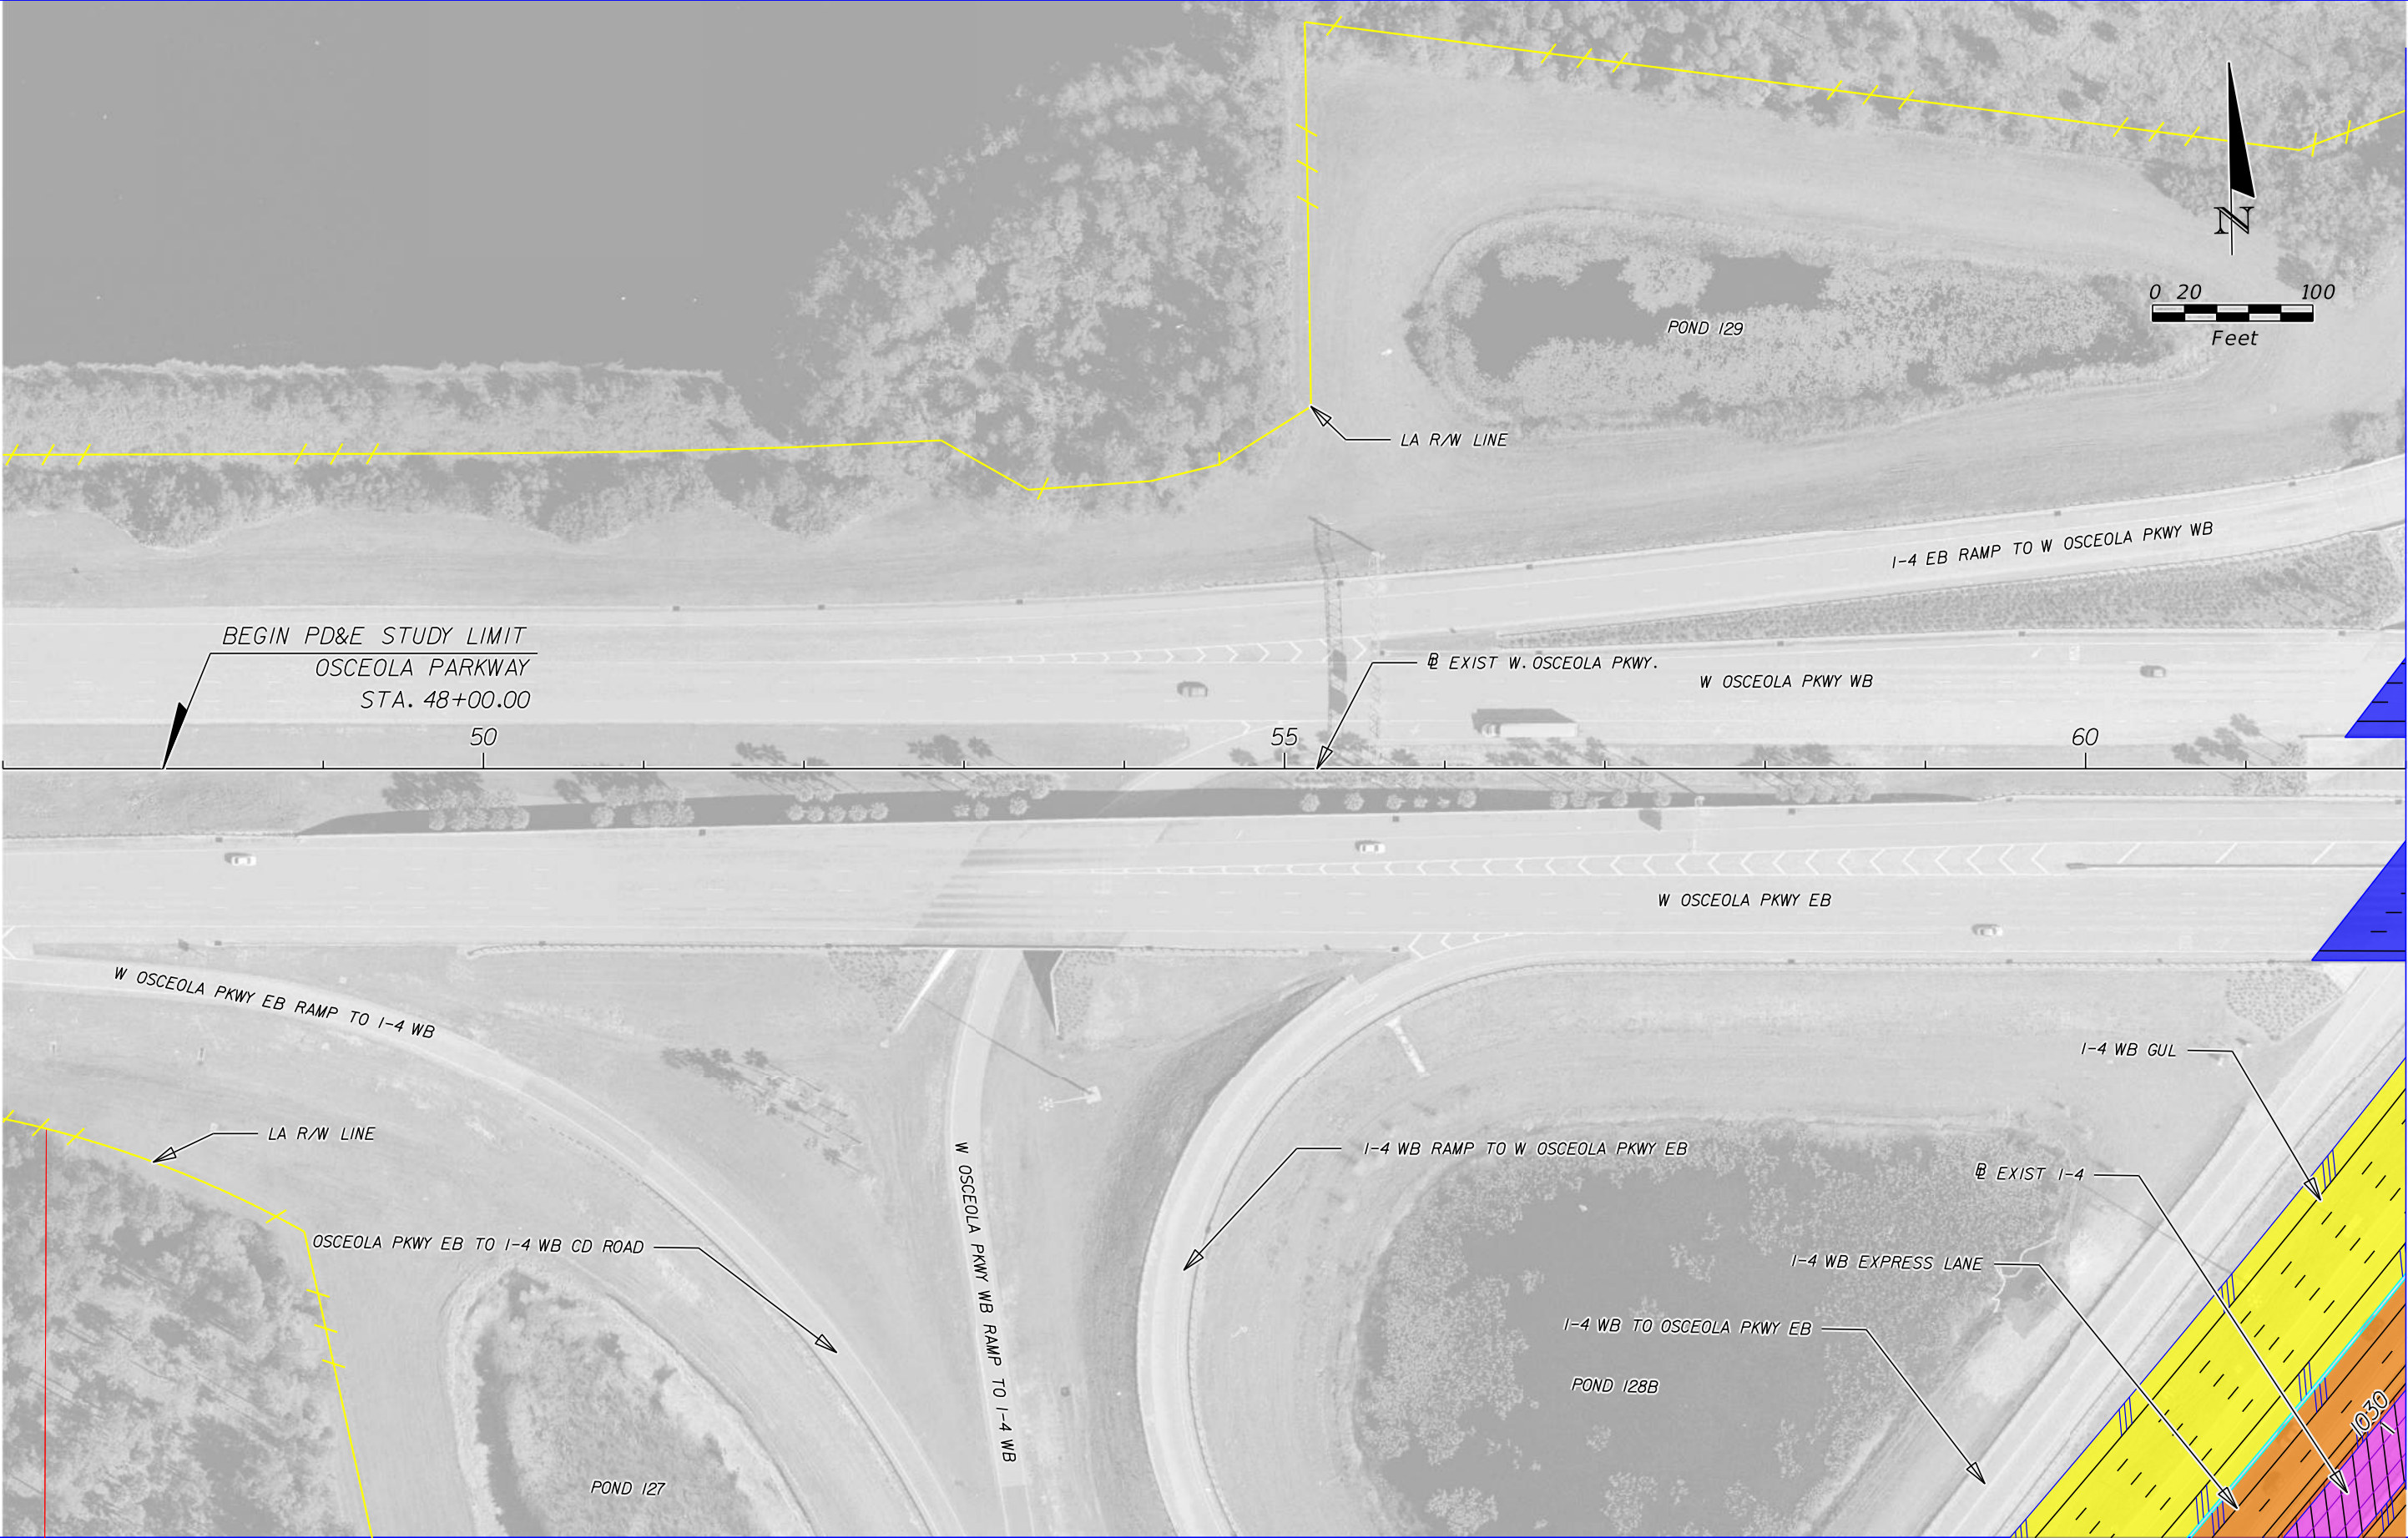 N
0 20 100
Feet
POND 129
LA R/W LINE
I-4 EB RAMP TO W OSCEOLA PKWY WB
BEGIN PD&E STUDY LIMIT
OSCEOLA PARKWAY
STA. 48+00.00
BL EXIST W. OSCEOLA PKWY.
W OSCEOLA PKWY WB
50 55 60
W OSCEOLA PKWY EB
W OSCEOLA PKWY EB RAMP TO I-4 WB
I-4 WB GUL
LA R/W LINE
I-4 WB RAMP TO W OSCEOLA PKWY EB
BL EXIST I-4
W OSCEOLA PKWY WB RAMP TO I-4 WB
OSCEOLA PKWY EB TO I-4 WB CD ROAD
I-4 WB EXPRESS LANE
I-4 WB TO OSCEOLA PKWY EB
POND 128B
1030
POND 127